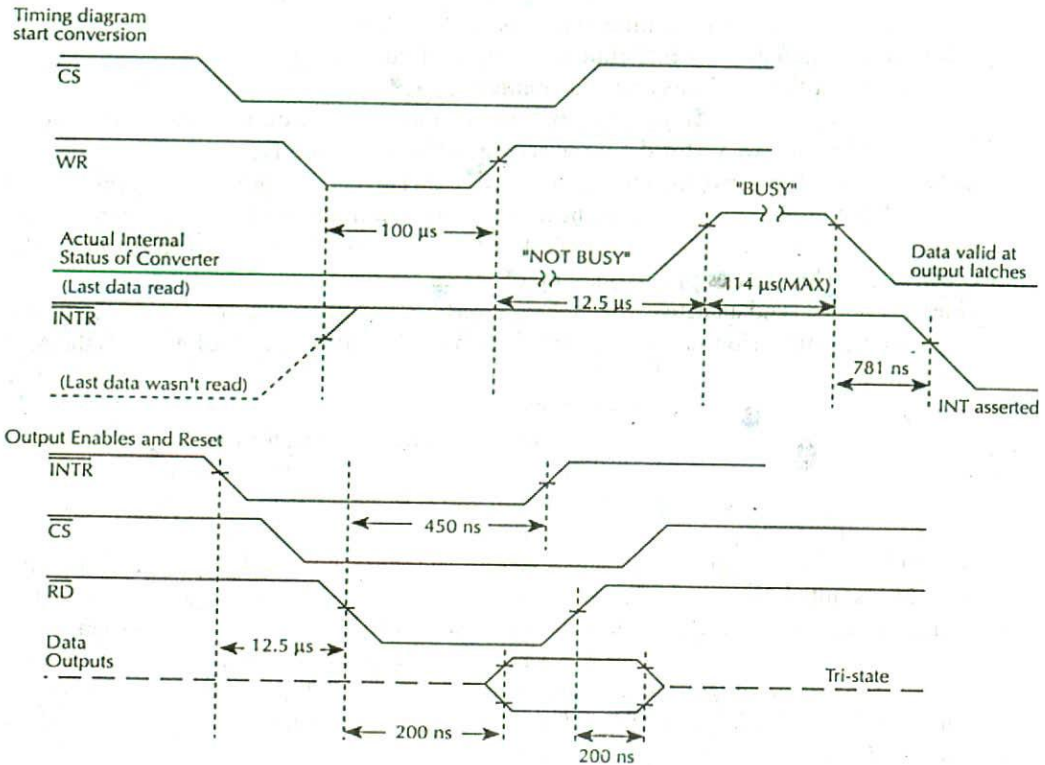 Timing diagram
start conversion
CS
WR
"BUSY"
100 µs
Actual Internal
Status of Converter
"NOT BUSY"
Data valid at
output latches
(Last data read)
12.5 µs
114 µs(MAX)
INTR
(Last data wasn't read)
781 ns
INT asserted
Output Enables and Reset
INTR
450 ns
CS
RD
12.5 µs
Data
Outputs
Tri-state
200 ns
200 ns